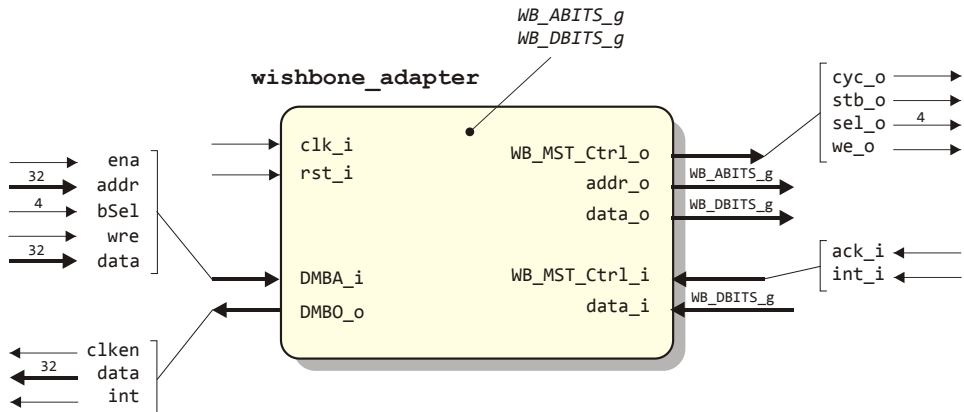 WB_ABITS_g
WB_DBITS_g
wishbone_adapter
ena
32
addr
4
bSel
wre
32
data
clk_i
rst_i
DMBA_i
DMBO_o
clken
32
data
int
WB_MST_Ctrl_o
addr_o
data_o
WB_MST_Ctrl_i
data_i
WB_ABITS_g
WB_DBITS_g
WB_DBITS_g
cyc_o
stb_o
sel_o 4
we_o
ack_i
int_i